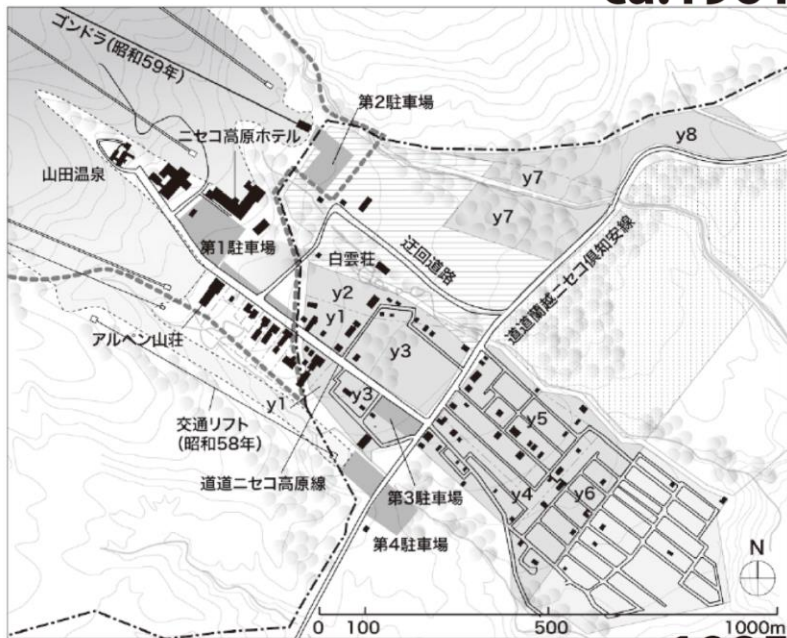 ゴンドラ(昭和59年)
第2駐車場
ニセコ高原ホテル
山田温泉
y8
y7
y7
第1駐車場
白雲荘
迂回道路
道道蘭越ニセコ倶知安線
y2
y1
アルペン山荘
y3
y3
y1
交通リフト
(昭和58年)
y5
道道ニセコ高原線
第3駐車場
y4
y6
第4駐車場
N
0 100 500 1000m